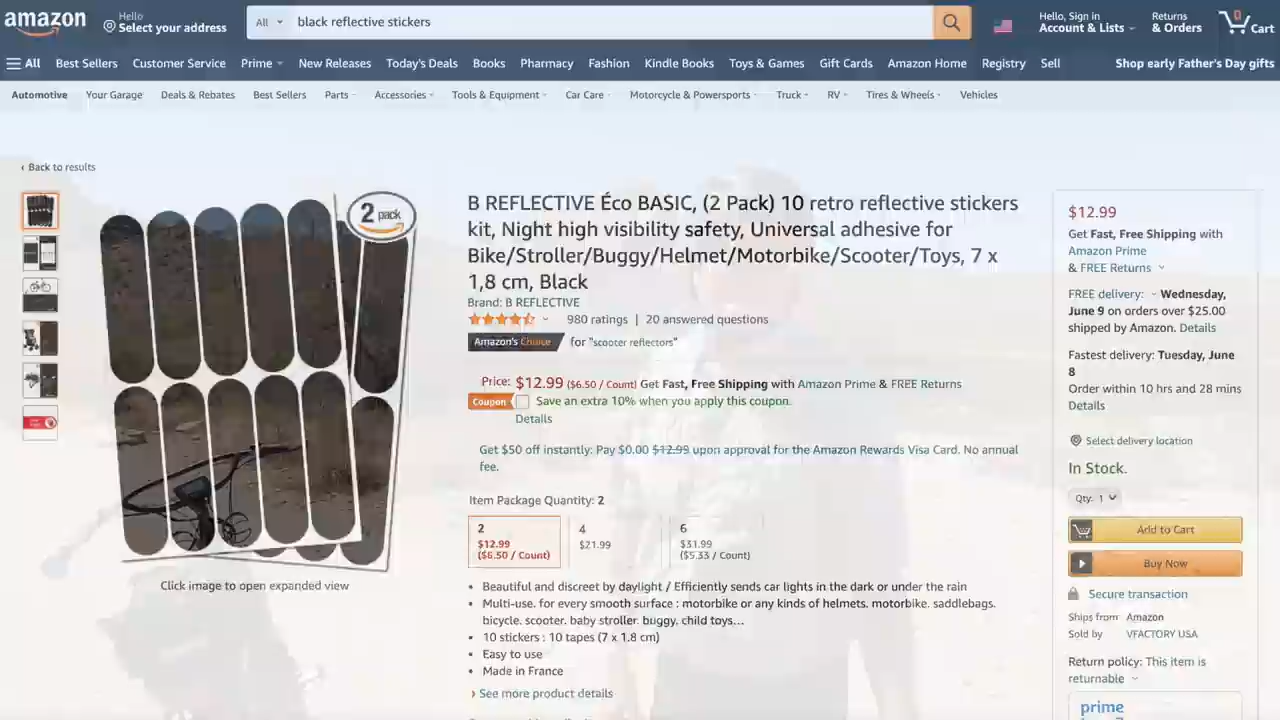 amazon
Hello
Select your address
All
black reflective stickers
Hello, Sign in
Account & Lists
Returns
& Orders
0
Cart
All
Best Sellers
Customer Service
Prime
New Releases
Today's Deals
Books
Pharmacy
Fashion
Kindle Books
Toys & Games
Gift Cards
Amazon Home
Registry
Sell
Shop early Father's Day gifts
Automotive
Your Garage
Deals & Rebates
Best Sellers
Parts
Accessories
Tools & Equipment
Car Care
Motorcycle & Powersports
Truck
RV
Tires & Wheels
Vehicles
‹ Back to results
2 pack
Click image to open expanded view
B REFLECTIVE Éco BASIC, (2 Pack) 10 retro reflective stickers
kit, Night high visibility safety, Universal adhesive for
Bike/Stroller/Buggy/Helmet/Motorbike/Scooter/Toys, 7 x
1,8 cm, Black
Brand: B REFLECTIVE
980 ratings | 20 answered questions
Amazon's Choice for "scooter reflectors"
Price: $12.99 ($6.50 / Count) Get Fast, Free Shipping with Amazon Prime & FREE Returns
Coupon Save an extra 10% when you apply this coupon.
Details
Get $50 off instantly: Pay $0.00 $12.99 upon approval for the Amazon Rewards Visa Card. No annual
fee.
Item Package Quantity: 2
2
$12.99
($6.50 / Count)
4
$21.99
6
$31.99
($5.33 / Count)
• Beautiful and discreet by daylight / Efficiently sends car lights in the dark or under the rain
• Multi-use. for every smooth surface : motorbike or any kinds of helmets. motorbike. saddlebags.
bicycle. scooter. baby stroller. buggy. child toys...
• 10 stickers : 10 tapes (7 x 1.8 cm)
• Easy to use
• Made in France
› See more product details
$12.99
Get Fast, Free Shipping with
Amazon Prime
& FREE Returns
FREE delivery: Wednesday,
June 9 on orders over $25.00
shipped by Amazon. Details
Fastest delivery: Tuesday, June
8
Order within 10 hrs and 28 mins
Details
Select delivery location
In Stock.
Qty: 1
Add to Cart
Buy Now
Secure transaction
Ships from Amazon
Sold by VFACTORY USA
Return policy: This item is
returnable
prime